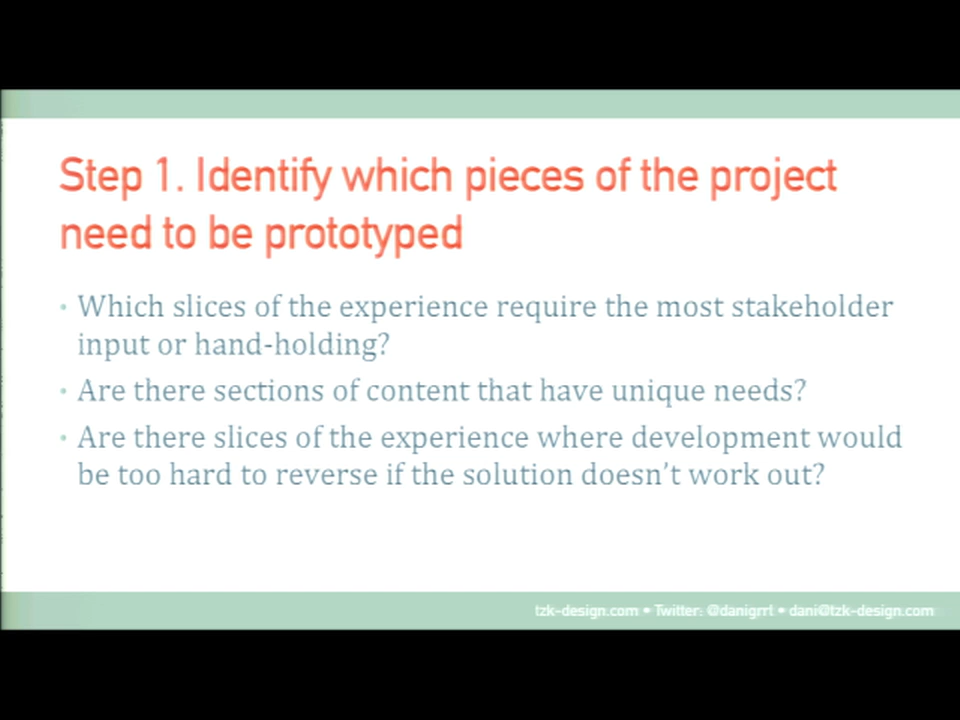 Step 1. Identify which pieces of the project
need to be prototyped
• Which slices of the experience require the most stakeholder
input or hand-holding?
• Are there sections of content that have unique needs?
• Are there slices of the experience where development would
be too hard to reverse if the solution doesn't work out?
tzk-design.com • Twitter: @danigrrl • dani@tzk-design.com